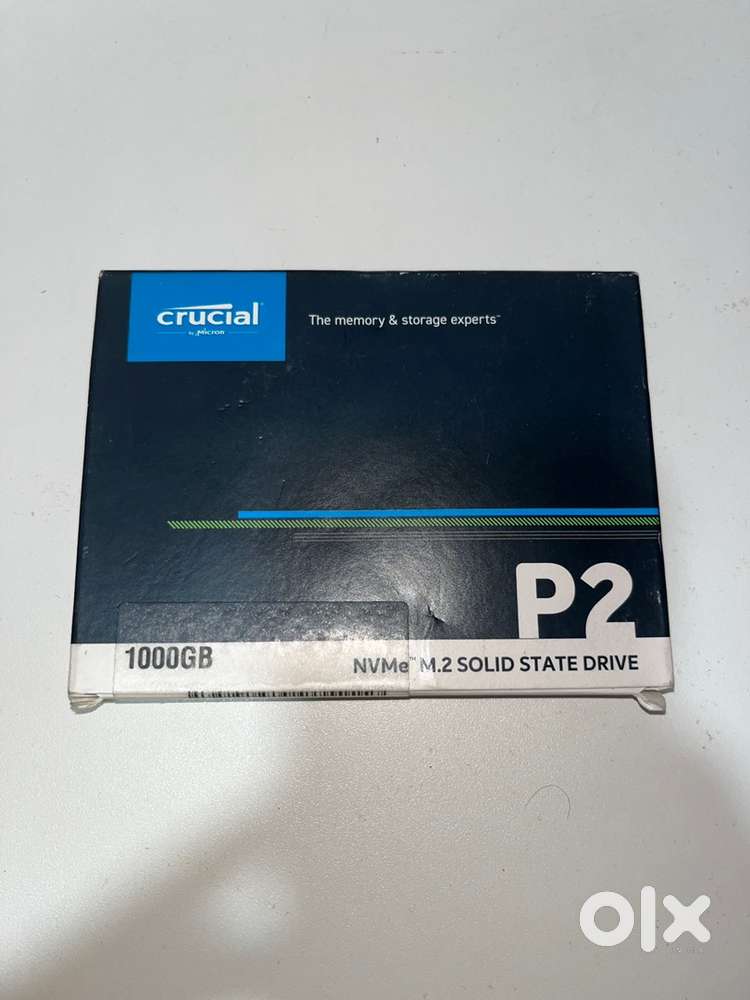 crucial
by Micron
The memory & storage experts™
P2
1000GB
NVMe™ M.2 SOLID STATE DRIVE
olx